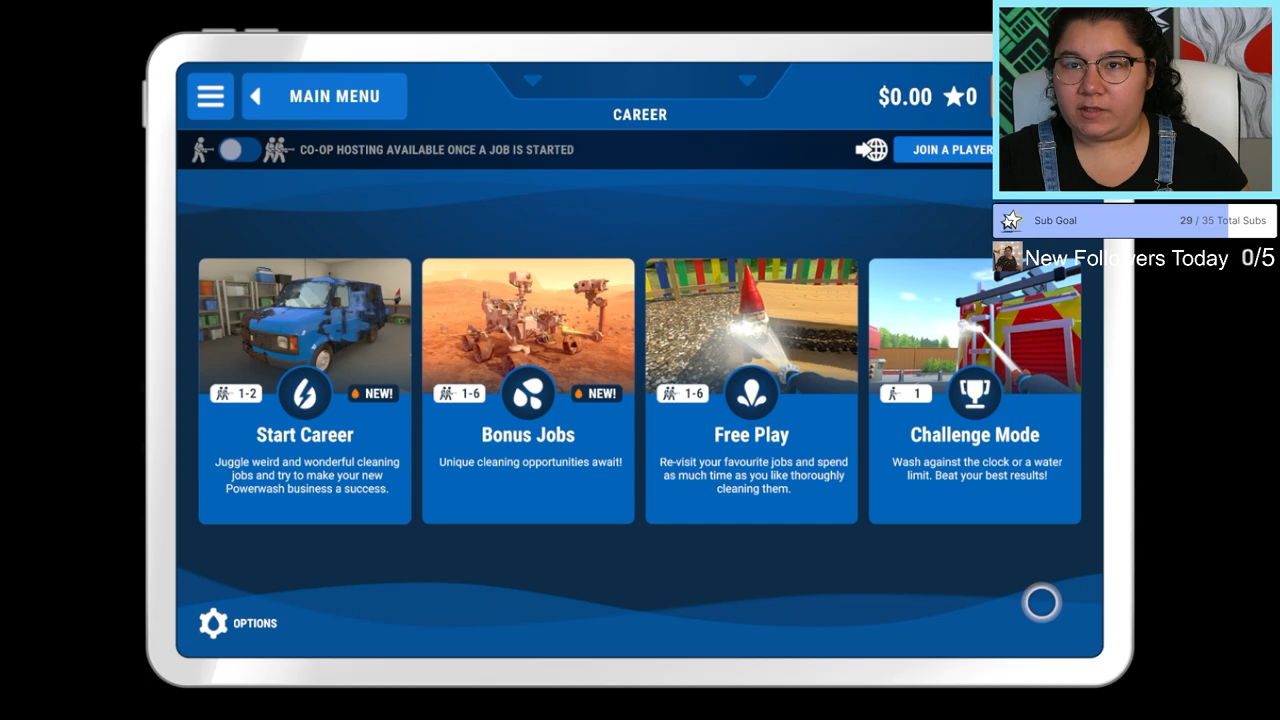 MAIN MENU
$0.00 ★0
CAREER
CO-OP HOSTING AVAILABLE ONCE A JOB IS STARTED
JOIN A PLAYER
Sub Goal
29 / 35 Total Subs
New Followers Today 0/5
1-2
NEW!
Start Career
Juggle weird and wonderful cleaning
jobs and try to make your new
Powerwash business a success.
1-6
NEW!
Bonus Jobs
Unique cleaning opportunities await!
1-6
Free Play
Re-visit your favourite jobs and spend
as much time as you like thoroughly
cleaning them.
1
Challenge Mode
Wash against the clock or a water
limit. Beat your best results!
OPTIONS